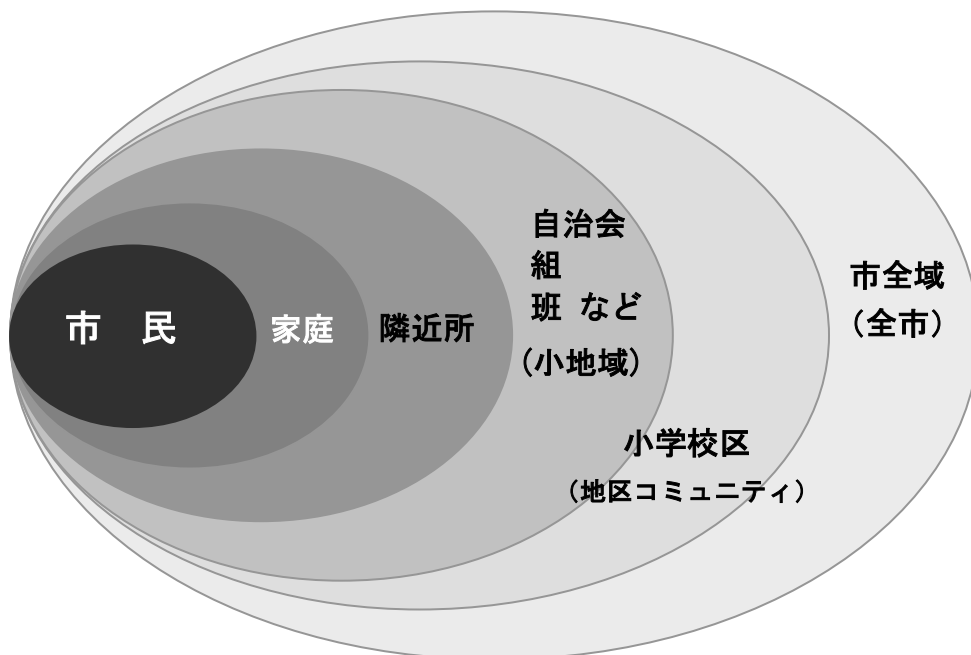 市　民
家庭
隣近所
自治会
組
班 など
（小地域）
小学校区
（地区コミュニティ）
市全域
（全市）